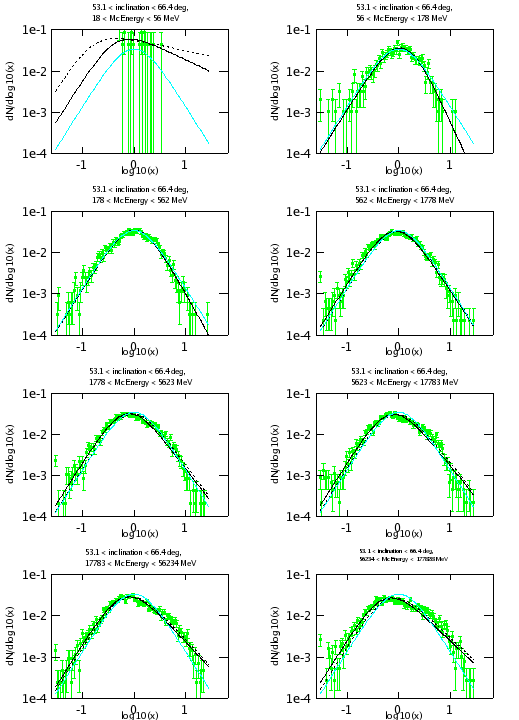 53.1 < inclination < 66.4 deg,
18 < McEnergy < 56 MeV
1e-1
1e-2
1e-3
1e-4
dN/dlog10(x)
-1 0 1
log10(x)
53.1 < inclination < 66.4 deg,
56 < McEnergy < 178 MeV
1e-1
1e-2
1e-3
1e-4
dN/dlog10(x)
-1 0 1
log10(x)
53.1 < inclination < 66.4 deg,
178 < McEnergy < 562 MeV
1e-1
1e-2
1e-3
1e-4
dN/dlog10(x)
-1 0 1
log10(x)
53.1 < inclination < 66.4 deg,
562 < McEnergy < 1778 MeV
1e-1
1e-2
1e-3
1e-4
dN/dlog10(x)
-1 0 1
log10(x)
53.1 < inclination < 66.4 deg,
1778 < McEnergy < 5623 MeV
1e-1
1e-2
1e-3
1e-4
dN/dlog10(x)
-1 0 1
log10(x)
53.1 < inclination < 66.4 deg,
5623 < McEnergy < 17783 MeV
1e-1
1e-2
1e-3
1e-4
dN/dlog10(x)
-1 0 1
log10(x)
53.1 < inclination < 66.4 deg,
17783 < McEnergy < 56234 MeV
1e-1
1e-2
1e-3
1e-4
dN/dlog10(x)
-1 0 1
log10(x)
53.1 < inclination < 66.4 deg,
56234 < McEnergy < 177828 MeV
1e-1
1e-2
1e-3
1e-4
dN/dlog10(x)
-1 0 1
log10(x)